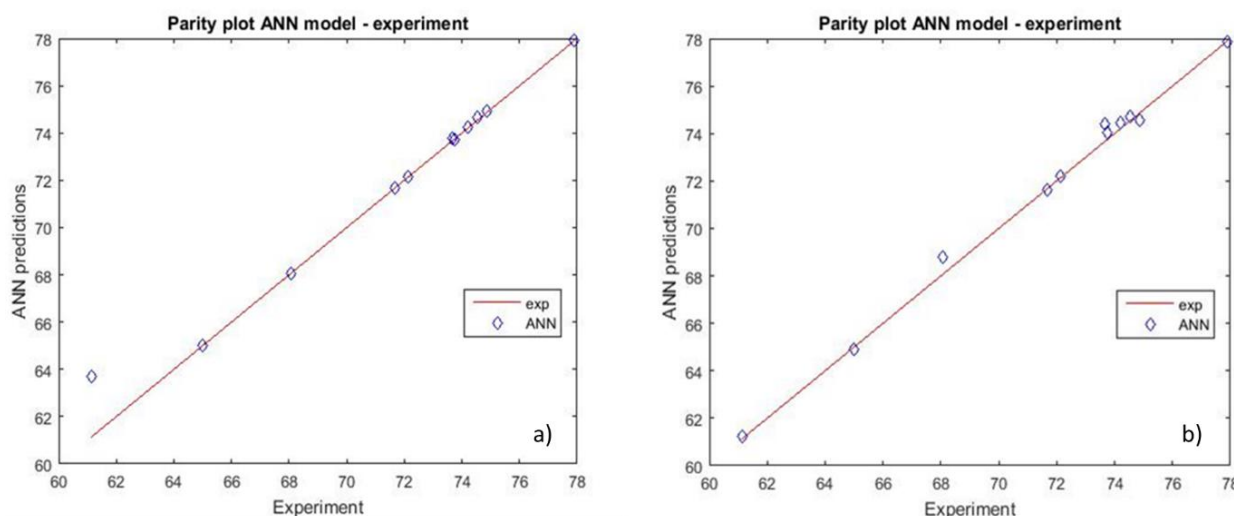 Parity plot ANN model - experiment
78
76
74
72
70
68
66
64
62
60
ANN predictions
exp
ANN
a)
60 62 64 66 68 70 72 74 76 78
Experiment
Parity plot ANN model - experiment
78
76
74
72
70
68
66
64
62
60
ANN predictions
exp
ANN
b)
60 62 64 66 68 70 72 74 76 78
Experiment